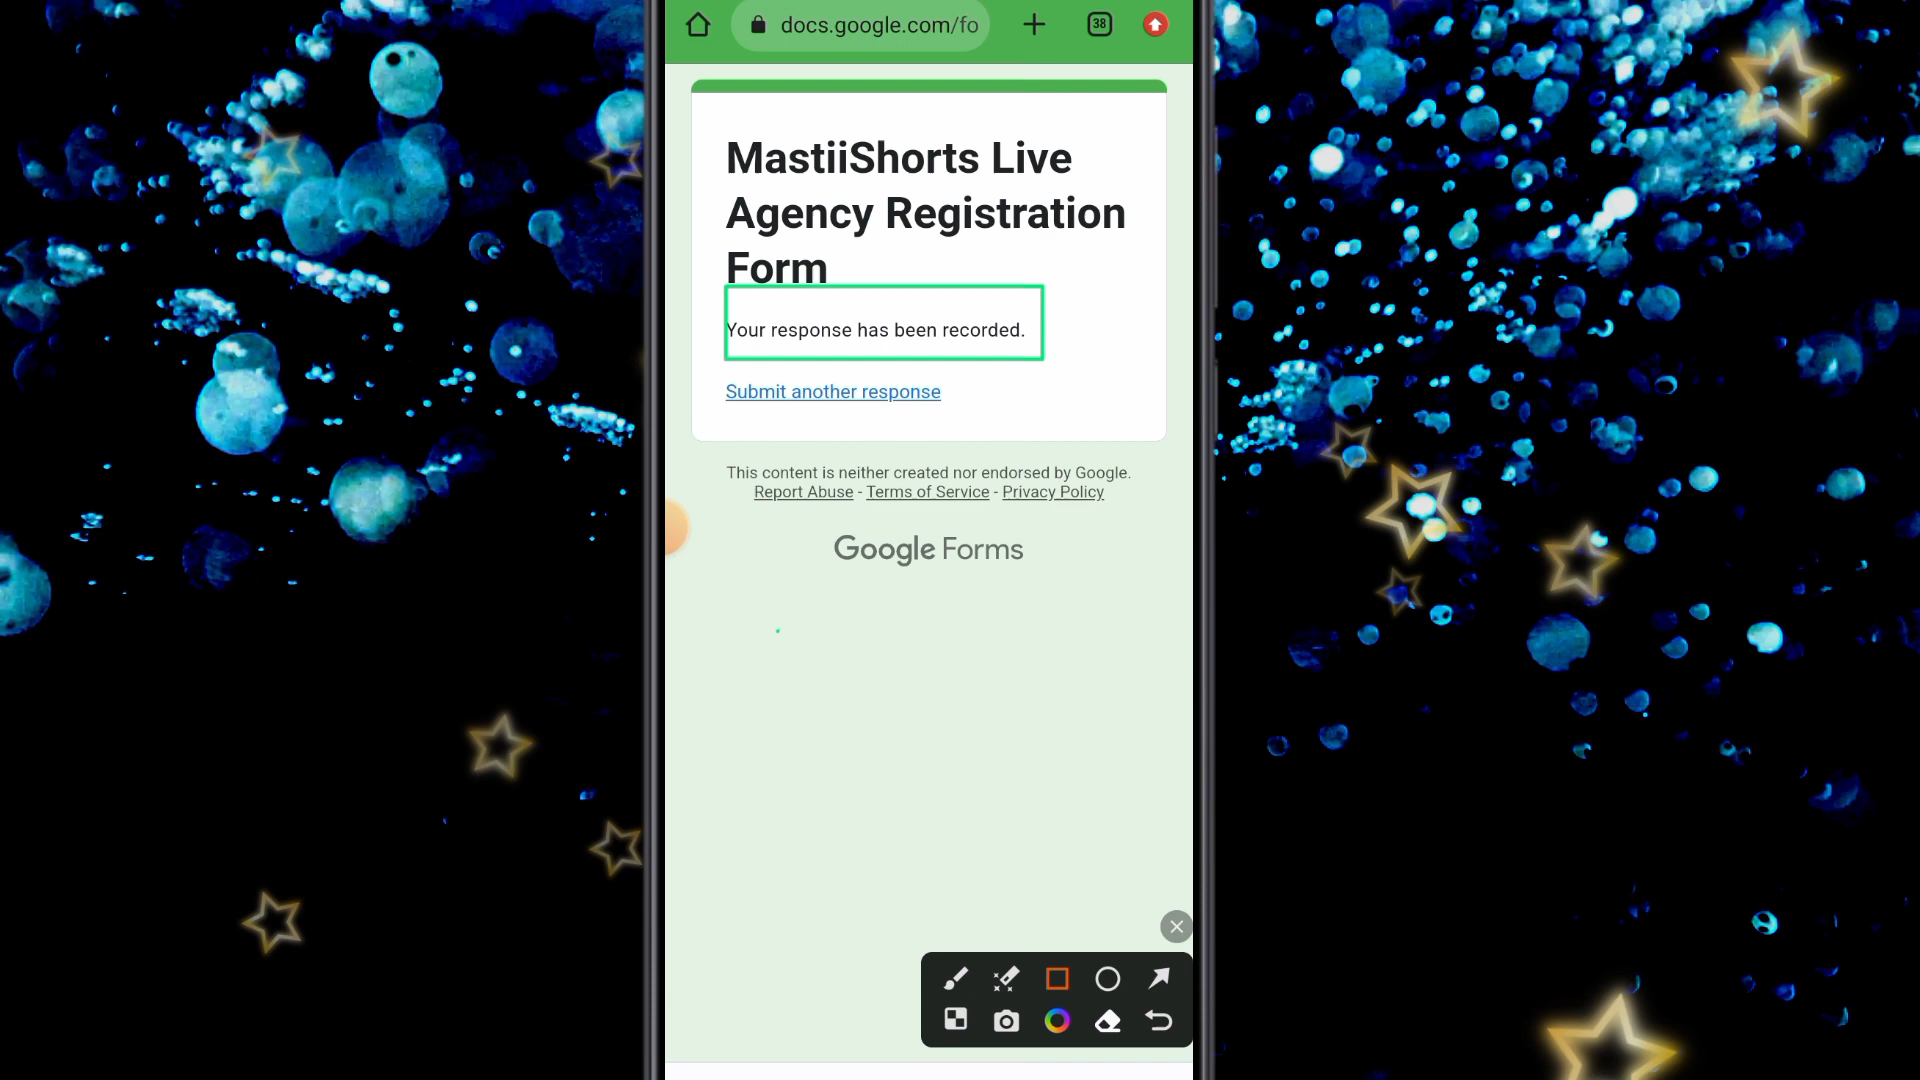 docs.google.com/fo
38
MastiiShorts Live
Agency Registration
Form
Your response has been recorded.
Submit another response
This content is neither created nor endorsed by Google.
Report Abuse - Terms of Service - Privacy Policy
Google Forms